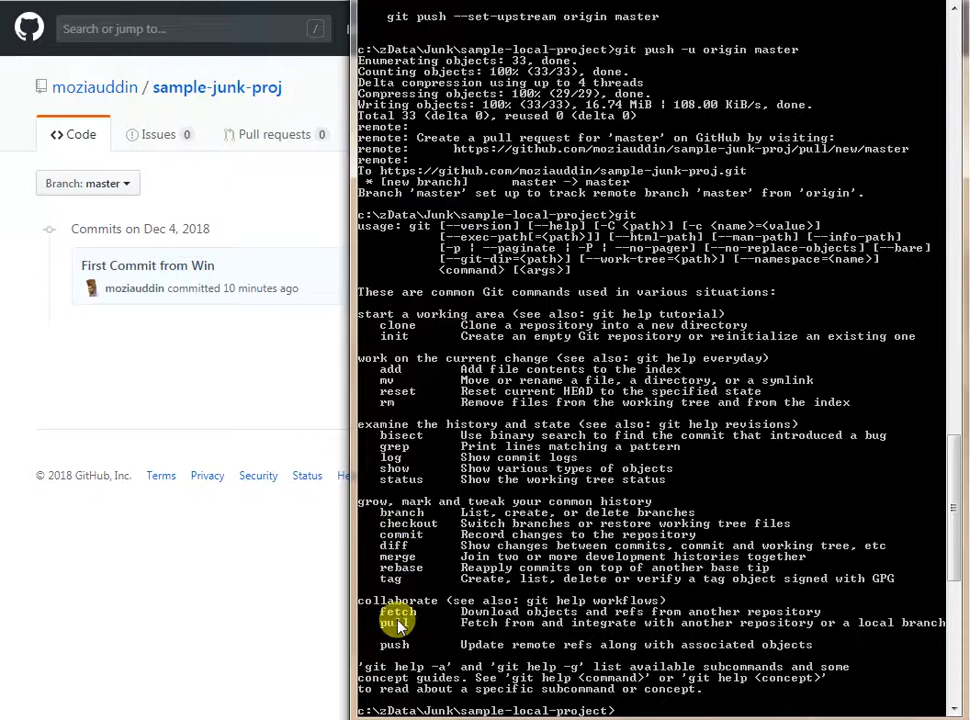 Search or jump to...
/
moziauddin / sample-junk-proj
Code
Issues 0
Pull requests 0
Branch: master
Commits on Dec 4, 2018
First Commit from Win
moziauddin committed 10 minutes ago
© 2018 GitHub, Inc.
Terms
Privacy
Security
Status
git push --set-upstream origin master
c:\zData\Junk\sample-local-project>git push -u origin master
Enumerating objects: 33, done.
Counting objects: 100% (33/33), done.
Delta compression using up to 4 threads
Compressing objects: 100% (29/29), done.
Writing objects: 100% (33/33), 16.74 MiB | 108.00 KiB/s, done.
Total 33 (delta 0), reused 0 (delta 0)
remote:
remote: Create a pull request for 'master' on GitHub by visiting:
remote:      https://github.com/moziauddin/sample-junk-proj/pull/new/master
remote:
To https://github.com/moziauddin/sample-junk-proj.git
 * [new branch]      master -> master
Branch 'master' set up to track remote branch 'master' from 'origin'.
c:\zData\Junk\sample-local-project>git
usage: git [--version] [--help] [-C <path>] [-c <name>=<value>]
           [--exec-path[=<path>]] [--html-path] [--man-path] [--info-path]
           [-p | --paginate | -P | --no-pager] [--no-replace-objects] [--bare]
           [--git-dir=<path>] [--work-tree=<path>] [--namespace=<name>]
           <command> [<args>]
These are common Git commands used in various situations:
start a working area (see also: git help tutorial)
   clone      Clone a repository into a new directory
   init       Create an empty Git repository or reinitialize an existing one
work on the current change (see also: git help everyday)
   add        Add file contents to the index
   mv         Move or rename a file, a directory, or a symlink
   reset      Reset current HEAD to the specified state
   rm         Remove files from the working tree and from the index
examine the history and state (see also: git help revisions)
   bisect     Use binary search to find the commit that introduced a bug
   grep       Print lines matching a pattern
   log        Show commit logs
   show       Show various types of objects
   status     Show the working tree status
grow, mark and tweak your common history
   branch     List, create, or delete branches
   checkout   Switch branches or restore working tree files
   commit     Record changes to the repository
   diff       Show changes between commits, commit and working tree, etc
   merge      Join two or more development histories together
   rebase     Reapply commits on top of another base tip
   tag        Create, list, delete or verify a tag object signed with GPG
collaborate (see also: git help workflows)
   fetch      Download objects and refs from another repository
   pull       Fetch from and integrate with another repository or a local branch
   push       Update remote refs along with associated objects
'git help -a' and 'git help -g' list available subcommands and some
concept guides. See 'git help <command>' or 'git help <concept>'
to read about a specific subcommand or concept.
c:\zData\Junk\sample-local-project>